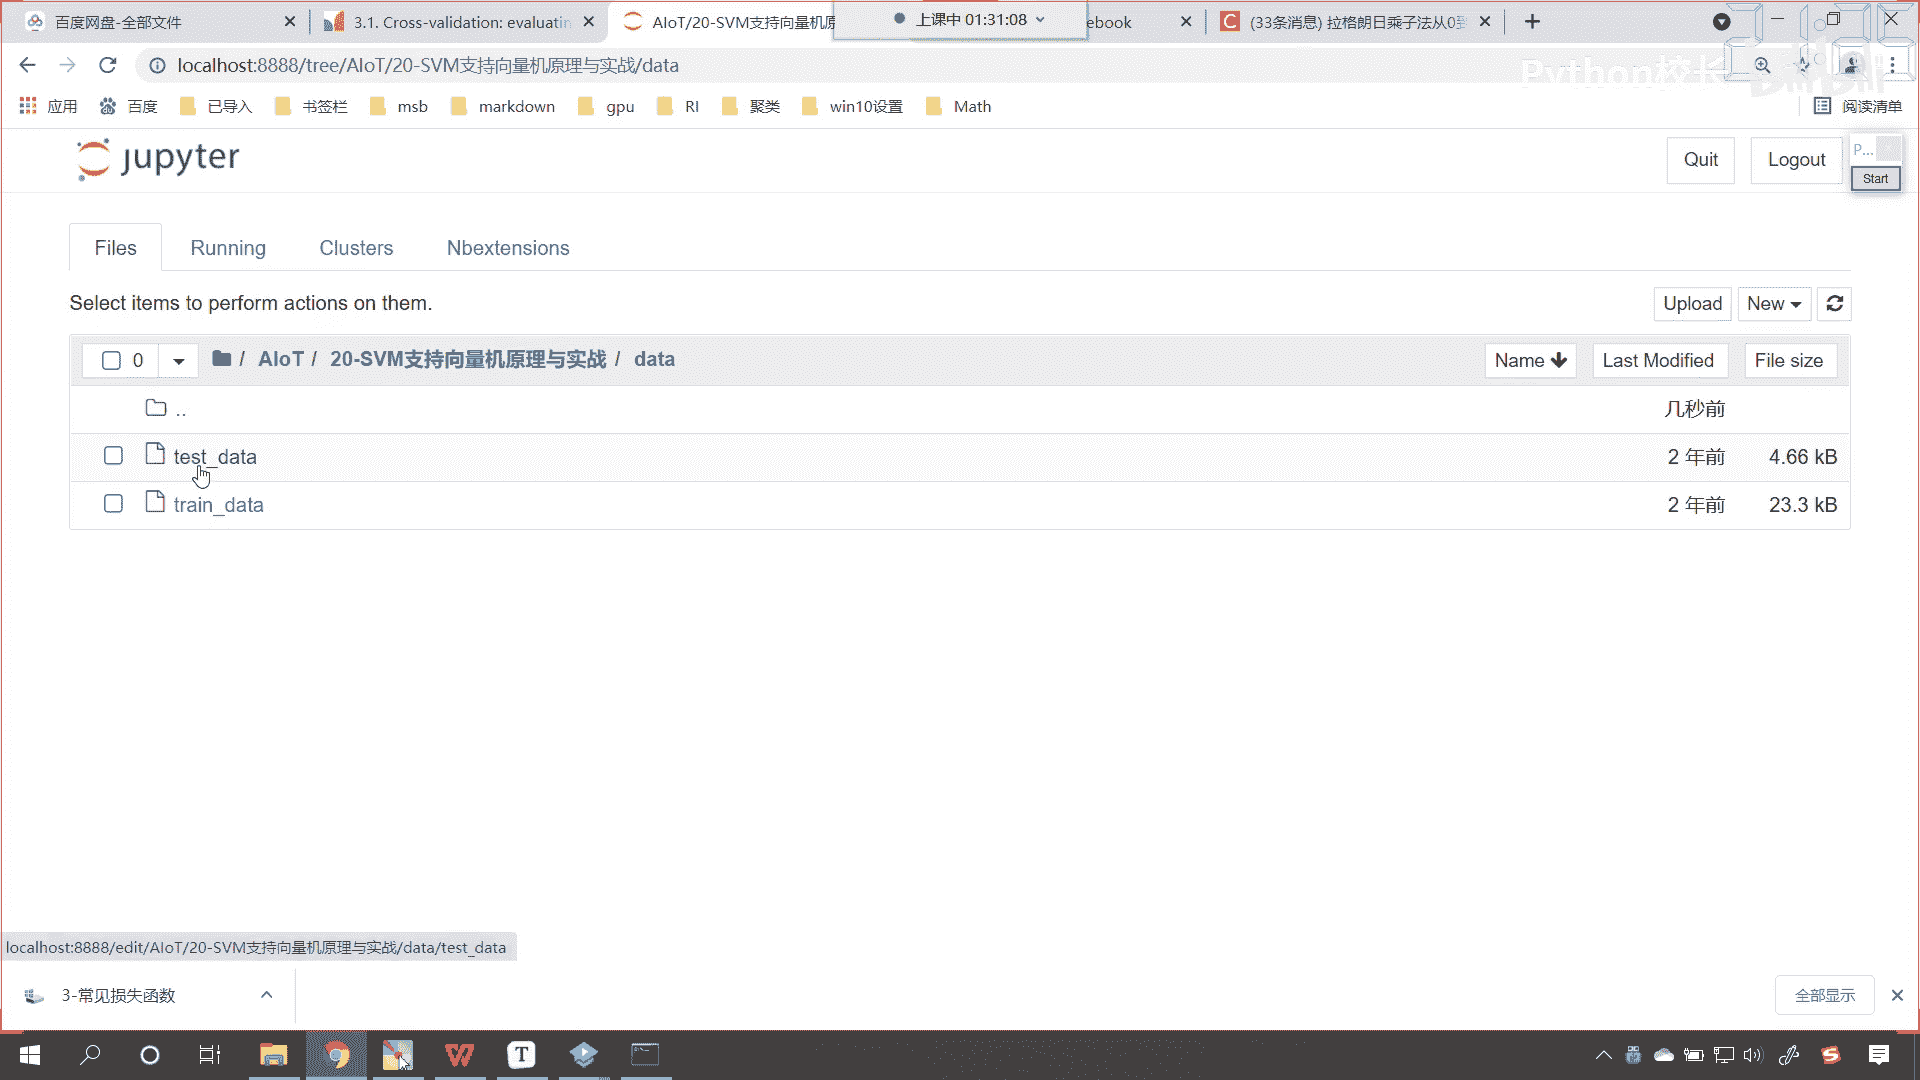 百度网盘-全部文件
3.1. Cross-validation: evaluatin
AIoT/20-SVM支持向量机原
上课中 01:31:08
ebook
(33条消息) 拉格朗日乘子法从0到
localhost:8888/tree/AIoT/20-SVM支持向量机原理与实战/data
Python校长
应用
百度
已导入
书签栏
msb
markdown
gpu
RI
聚类
win10设置
Math
阅读清单
jupyter
Quit
Logout
P...
Start
Files
Running
Clusters
Nbextensions
Select items to perform actions on them.
Upload
New
0
/ AIoT / 20-SVM支持向量机原理与实战 / data
Name
Last Modified
File size
..
几秒前
test_data
2 年前
4.66 kB
train_data
2 年前
23.3 kB
localhost:8888/edit/AIoT/20-SVM支持向量机原理与实战/data/test_data
3-常见损失函数
全部显示